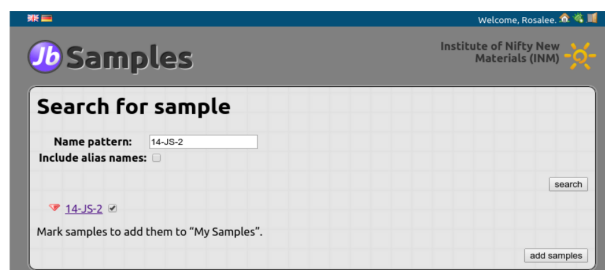 Welcome, Rosalee.
Jb Samples
Institute of Nifty New
Materials (INM)
Search for sample
Name pattern: 14-JS-2
Include alias names:
search
14-JS-2
Mark samples to add them to “My Samples”.
add samples